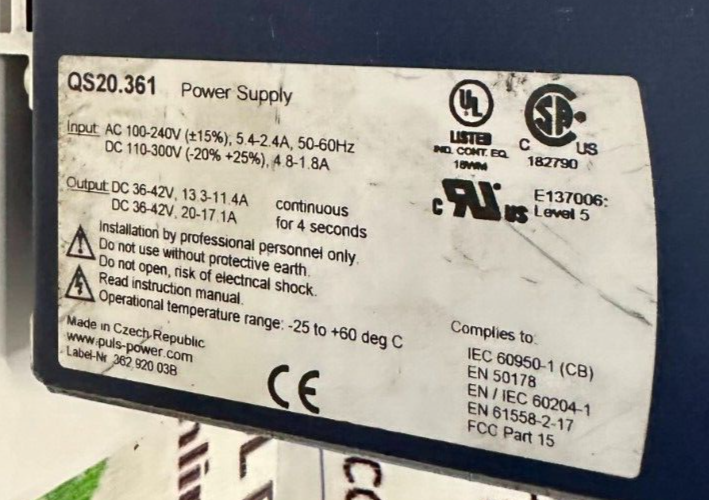 QS20.361 Power Supply
Input: AC 100-240V (±15%), 5.4-2.4A, 50-60Hz
DC 110-300V (-20% +25%), 4.8-1.8A
Output: DC 36-42V, 13.3-11.4A continuous
DC 36-42V, 20-17.1A for 4 seconds
Installation by professional personnel only.
Do not use without protective earth.
Do not open, risk of electrical shock.
Read instruction manual.
Operational temperature range: -25 to +60 deg C
Made in Czech Republic
www.puls-power.com
Label-Nr. 362.920.03B
CE
UL
LISTED
IND. CONT. EQ.
18WM
SA
C US
182790
c RU us
E137006:
Level 5
Complies to:
IEC 60950-1 (CB)
EN 50178
EN / IEC 60204-1
EN 61558-2-17
FCC Part 15